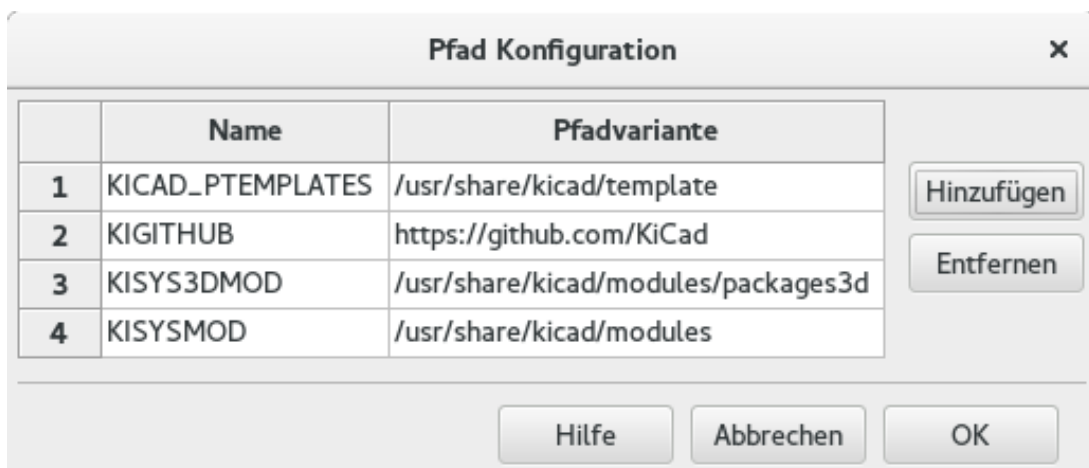 Pfad Konfiguration ×
Name Pfadvariante
1 KICAD_PTEMPLATES /usr/share/kicad/template
2 KIGITHUB https://github.com/KiCad
3 KISYS3DMOD /usr/share/kicad/modules/packages3d
4 KISYSMOD /usr/share/kicad/modules
Hinzufügen
Entfernen
Hilfe Abbrechen OK